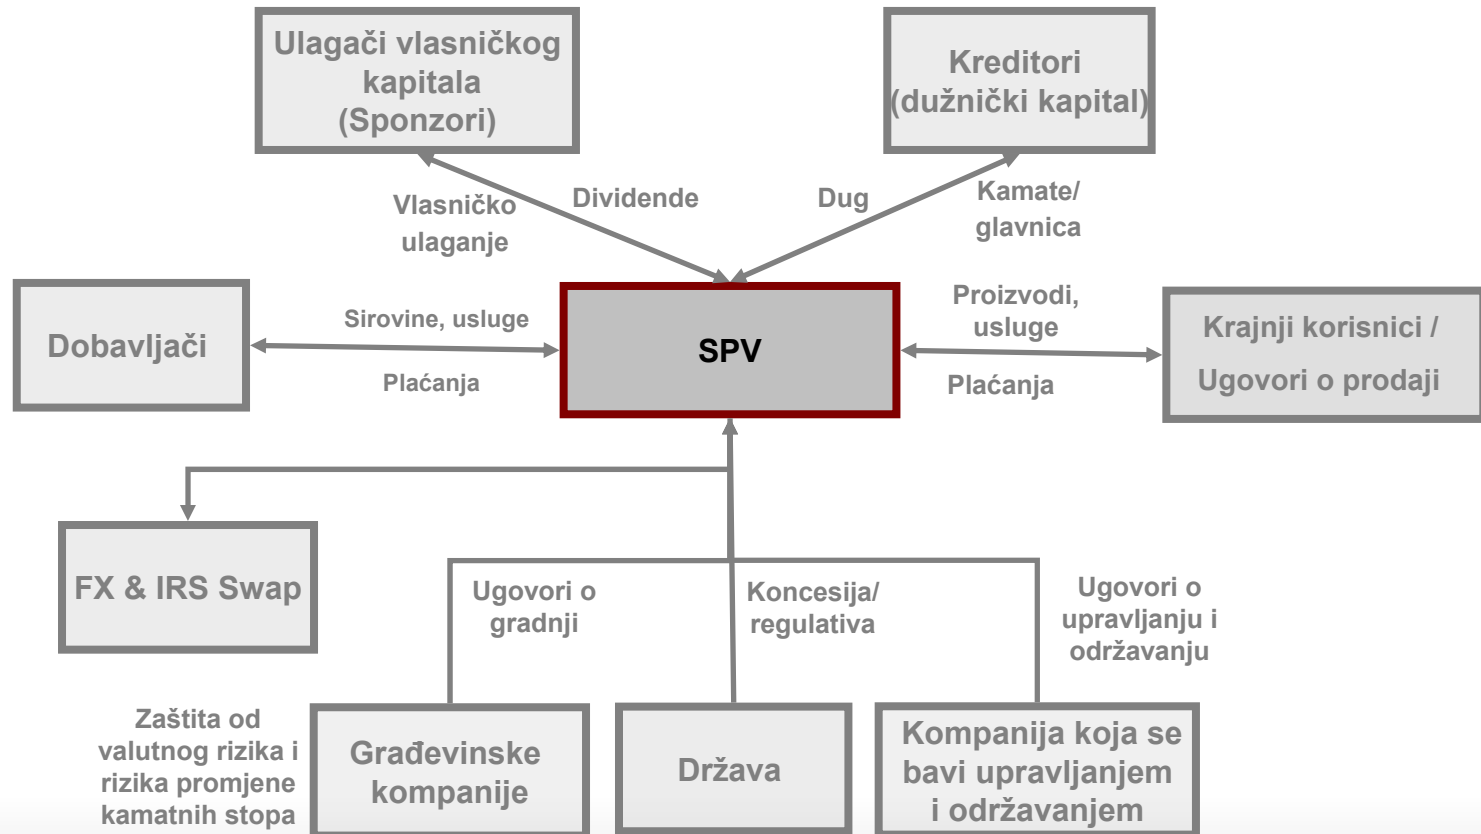 Ulagači vlasničkog
kapitala
(Sponzori)
Kreditori
(dužnički kapital)
Vlasničko
ulaganje
Dividende
Dug
Kamate/
glavnica
Dobavljači
Sirovine, usluge
Plaćanja
SPV
Proizvodi,
usluge
Plaćanja
Krajnji korisnici /
Ugovori o prodaji
FX & IRS Swap
Ugovori o
gradnji
Koncesija/
regulativa
Ugovori o
upravljanju i
održavanju
Zaštita od
valutnog rizika i
rizika promjene
kamatnih stopa
Građevinske
kompanije
Država
Kompanija koja se
bavi upravljanjem
i održavanjem